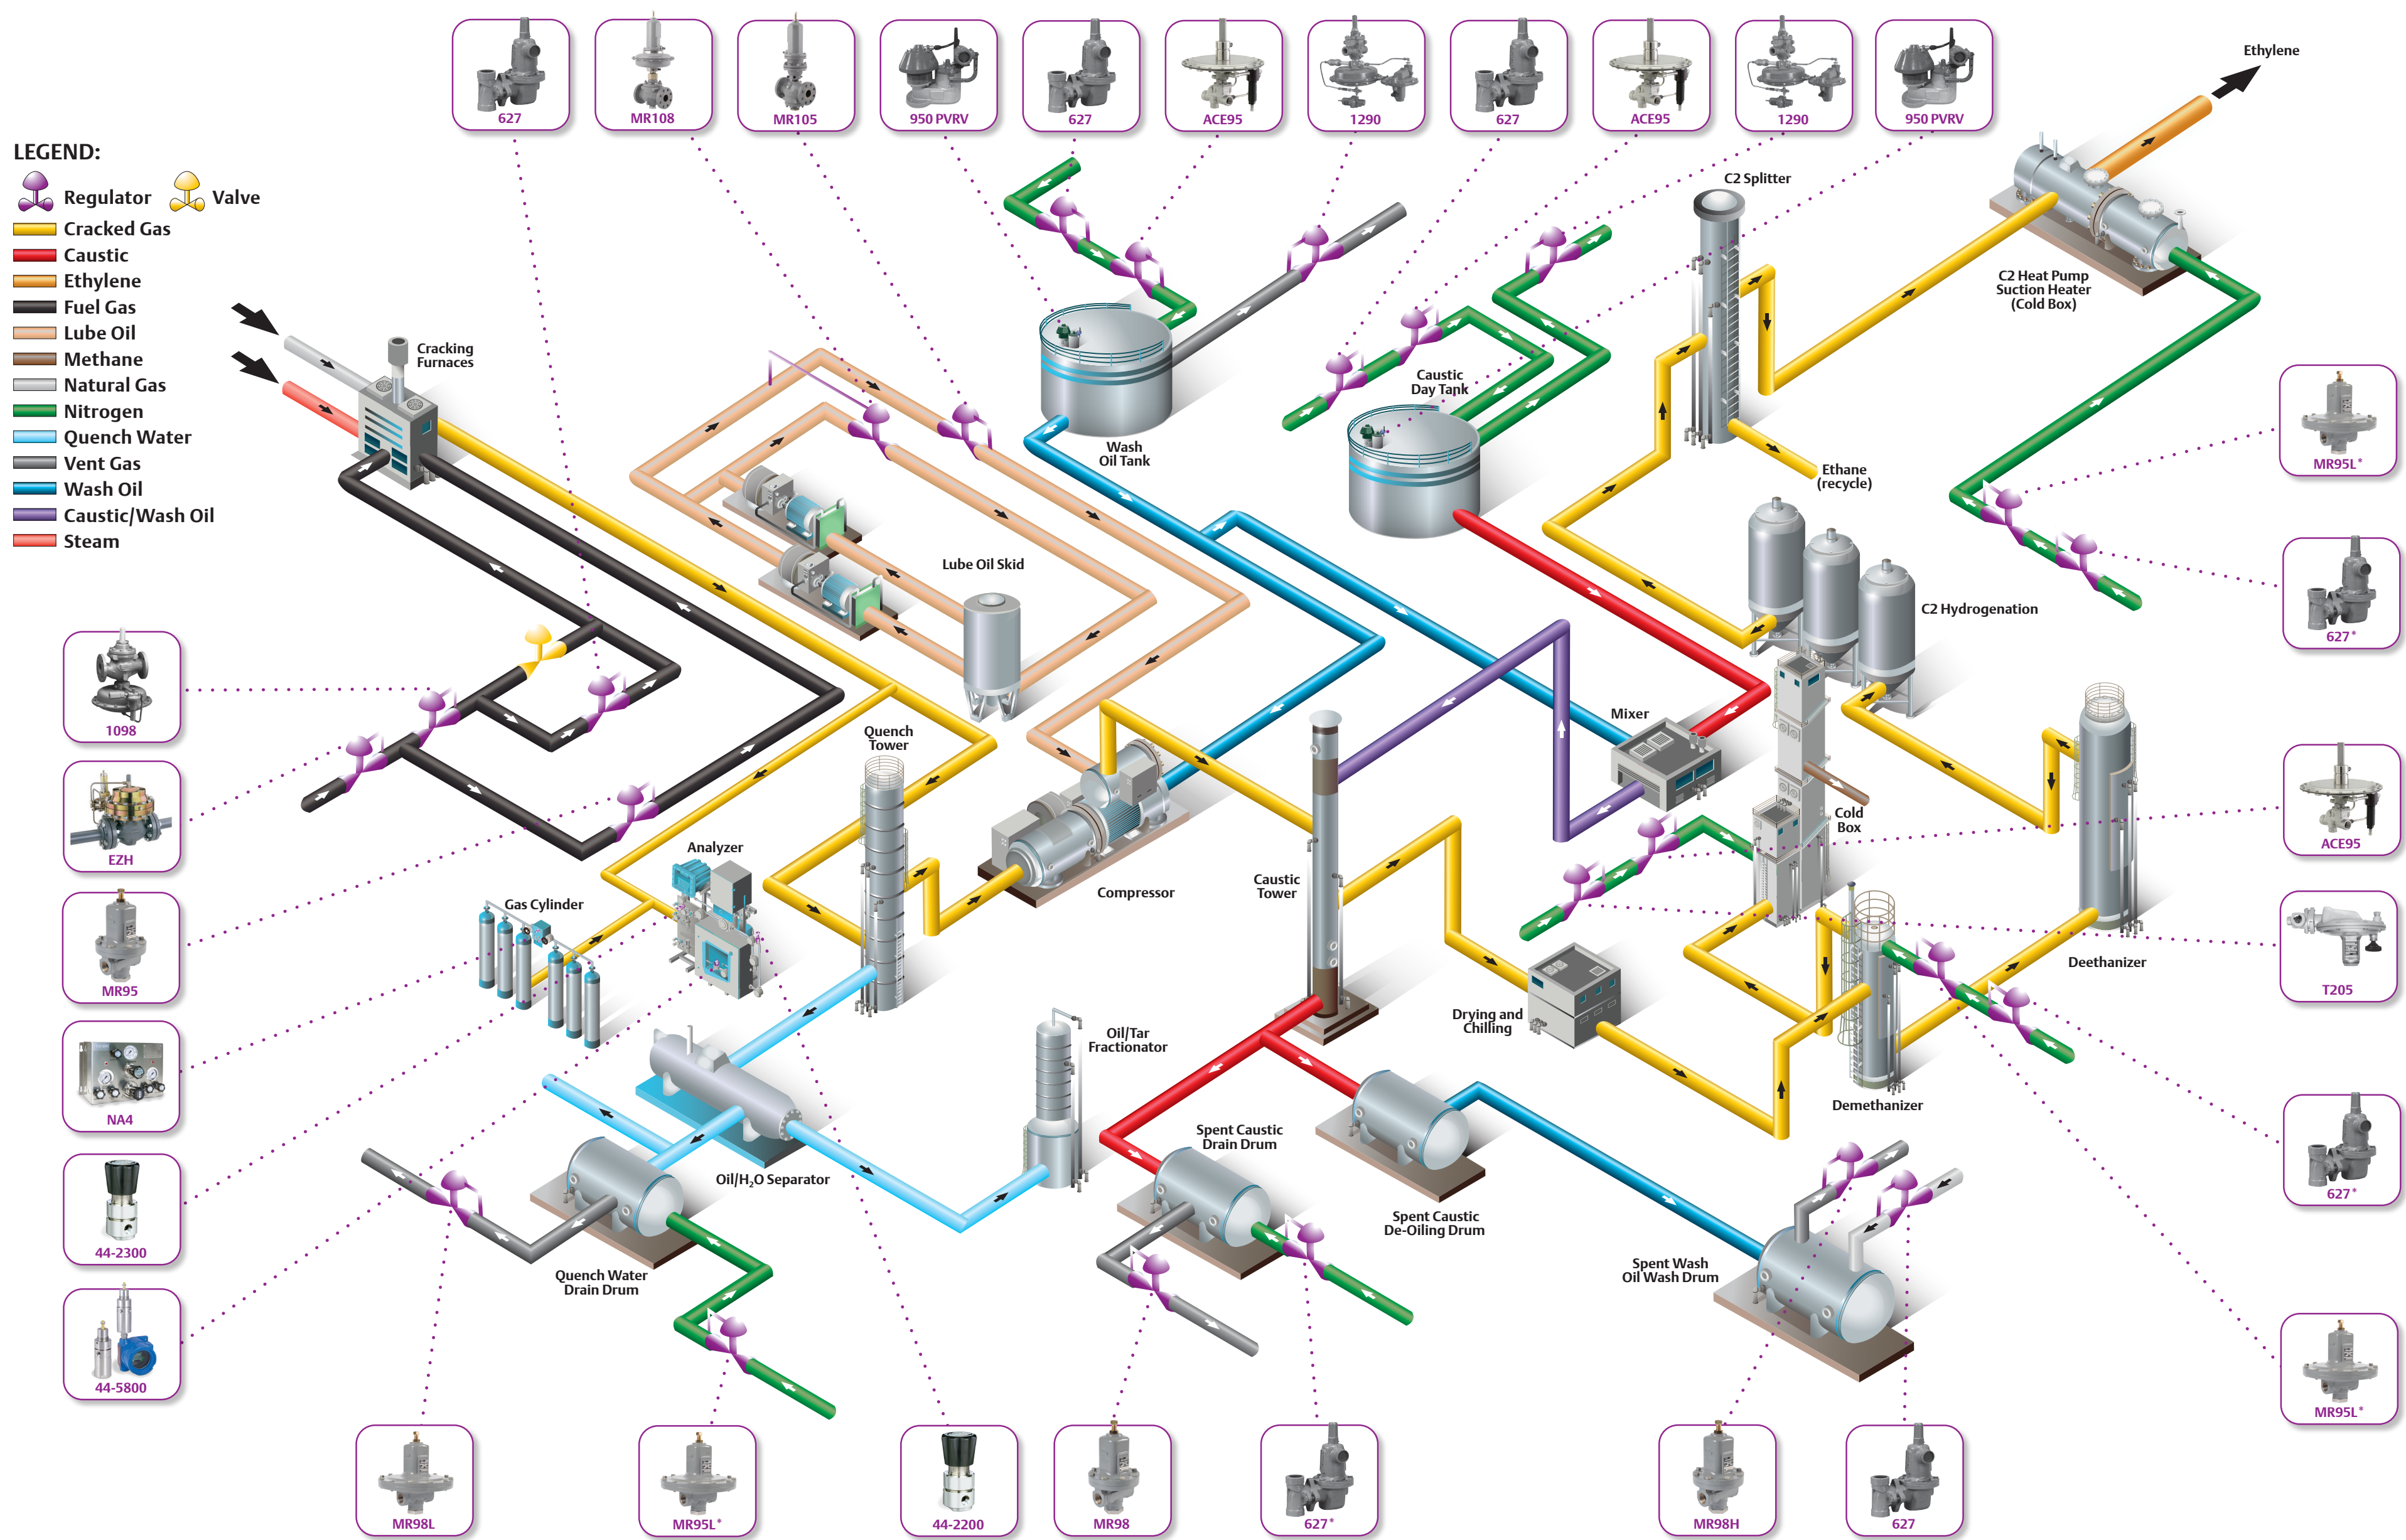 627
MR108
MR105
950 PVRV
627
ACE95
1290
627
ACE95
1290
950 PVRV
Ethylene
LEGEND:
Regulator
Valve
Cracked Gas
Caustic
Ethylene
Fuel Gas
Lube Oil
Methane
Natural Gas
Nitrogen
Quench Water
Vent Gas
Wash Oil
Caustic/Wash Oil
Steam
C2 Splitter
C2 Heat Pump
Suction Heater
(Cold Box)
Cracking
Furnaces
Caustic
Day Tank
Wash
Oil Tank
Ethane
(recycle)
MR95L*
Lube Oil Skid
C2 Hydrogenation
627*
1098
Quench
Tower
Mixer
EZH
Analyzer
Compressor
Caustic
Tower
Cold
Box
ACE95
Gas Cylinder
MR95
Deethanizer
T205
Drying and
Chilling
Oil/Tar
Fractionator
NA4
Demethanizer
Spent Caustic
Drain Drum
Oil/H₂O Separator
627*
44-2300
Spent Caustic
De-Oiling Drum
Quench Water
Drain Drum
Spent Wash
Oil Wash Drum
44-5800
MR95L*
MR98L
MR95L*
44-2200
MR98
627*
MR98H
627